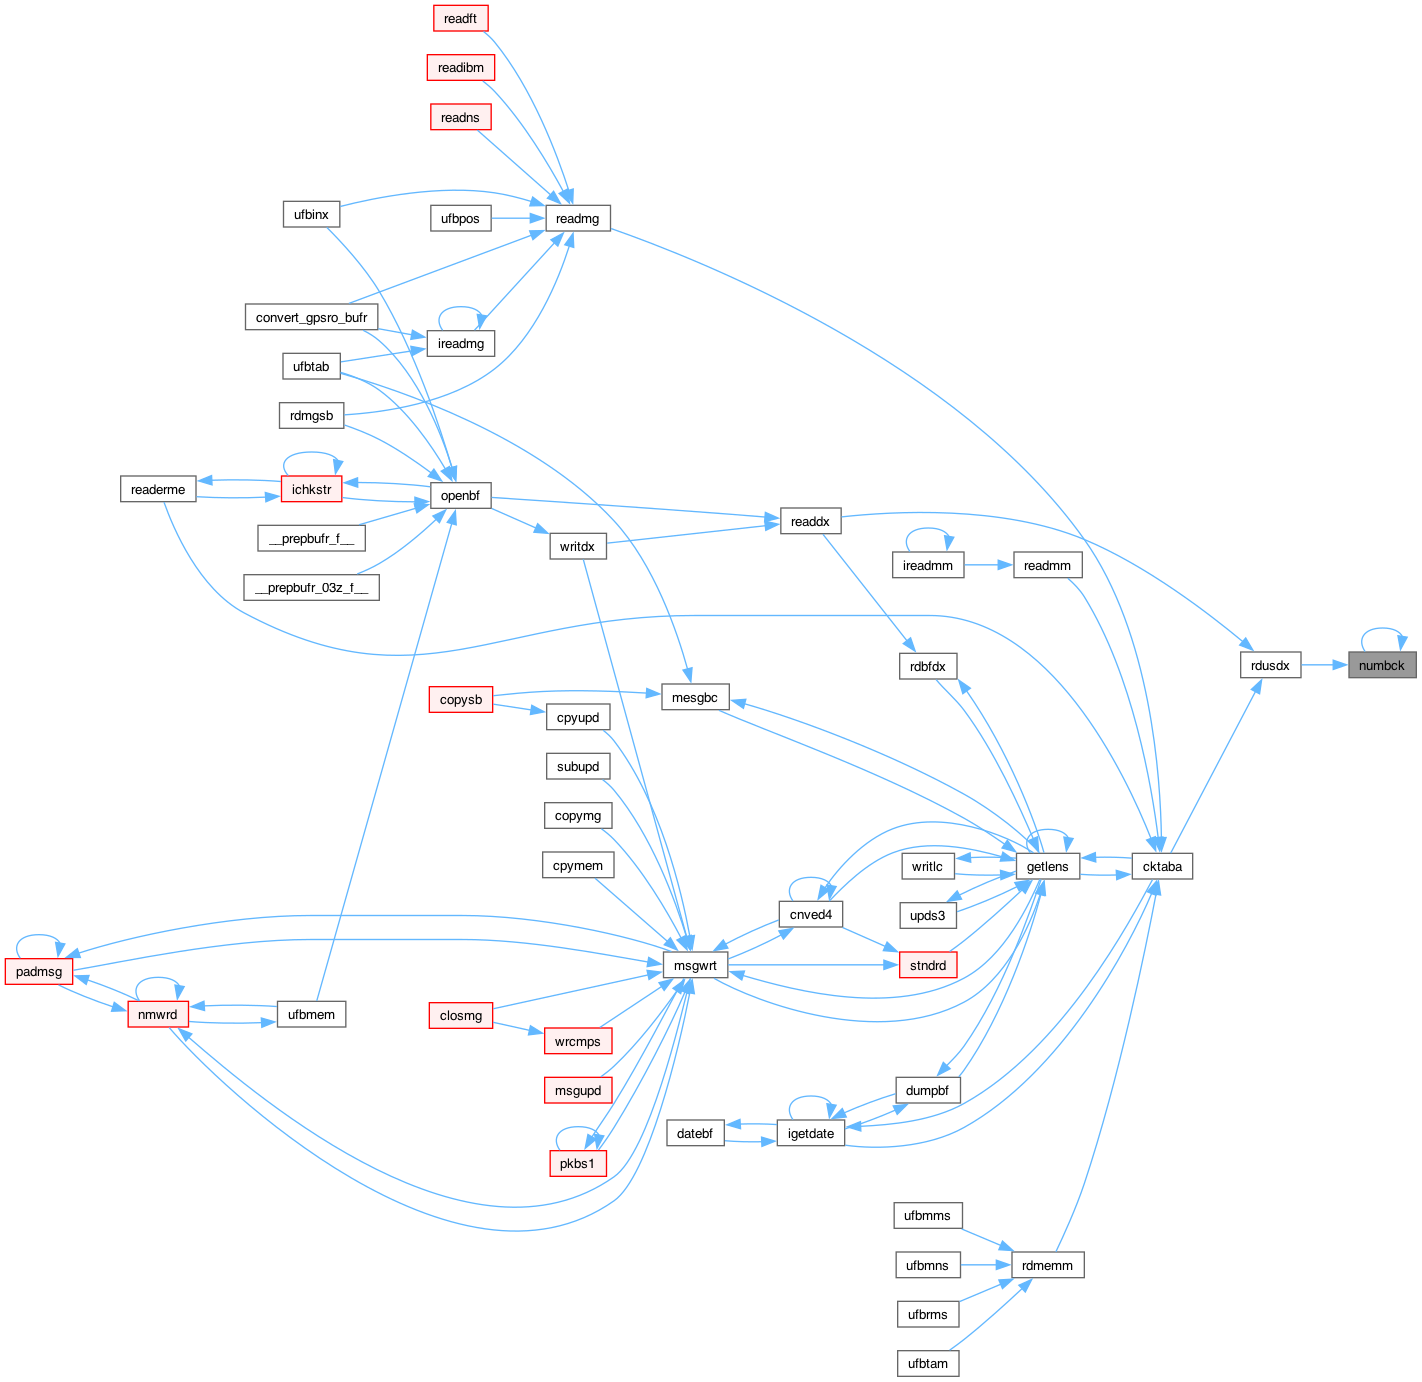 readft
readibm
readns
ufbinx
ufbpos
readmg
convert_gpsro_bufr
ireadmg
ufbtab
rdmgsb
readerme
ichkstr
openbf
readdx
__prepbufr_f__
writdx
ireadmm
readmm
__prepbufr_03z_f__
rdbfdx
rdusdx
numbck
copysb
mesgbc
cpyupd
subupd
copymg
cpymem
writlc
getlens
cktaba
cnved4
upds3
padmsg
msgwrt
stndrd
nmwrd
ufbmem
closmg
wrcmps
msgupd
dumpbf
datebf
igetdate
pkbs1
ufbmms
ufbmns
rdmemm
ufbrms
ufbtam